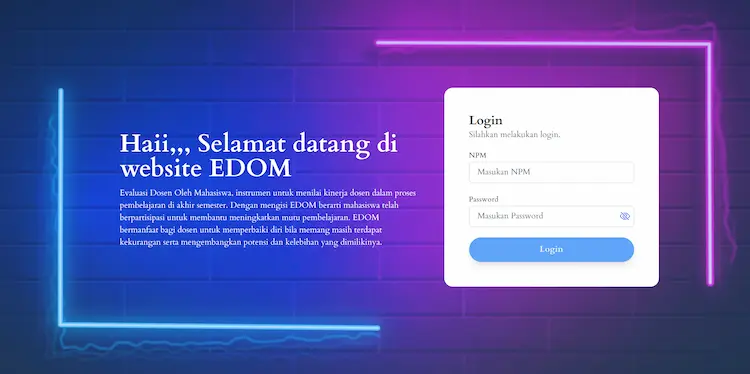 Haii,,, Selamat datang di
website EDOM
Evaluasi Dosen Oleh Mahasiswa, instrumen untuk menilai kinerja dosen dalam proses
pembelajaran di akhir semester. Dengan mengisi EDOM berarti mahasiswa telah
berpartisipasi untuk membantu meningkatkan mutu pembelajaran. EDOM
bermanfaat bagi dosen untuk memperbaiki diri bila memang masih terdapat
kekurangan serta mengembangkan potensi dan kelebihan yang dimilikinya.
Login
Silahkan melakukan login.
NPM
Masukan NPM
Password
Masukan Password
Login